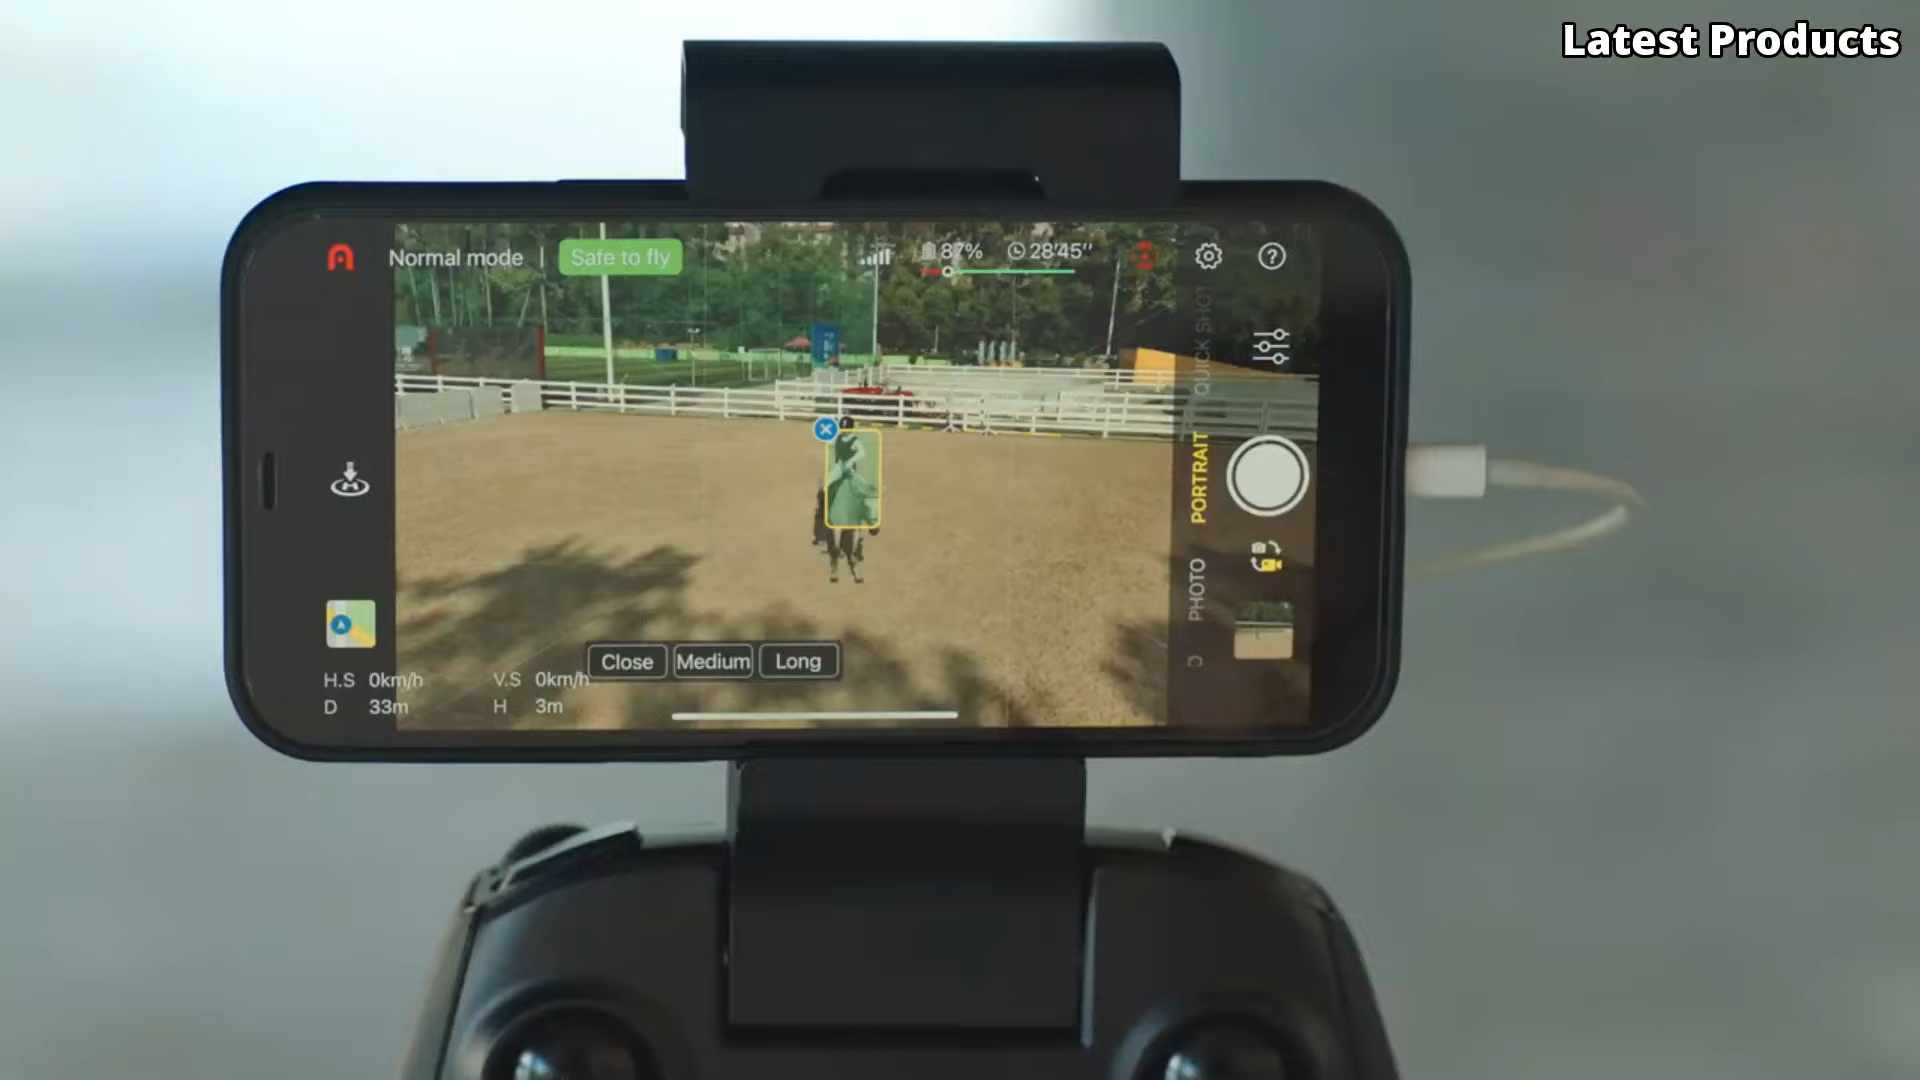 Latest Products
Normal mode | Safe to fly
87% 28'45''
QUICK SHOT
PORTRAIT
PHOTO
Close Medium Long
H.S 0km/h V.S 0km/h
D 33m H 3m